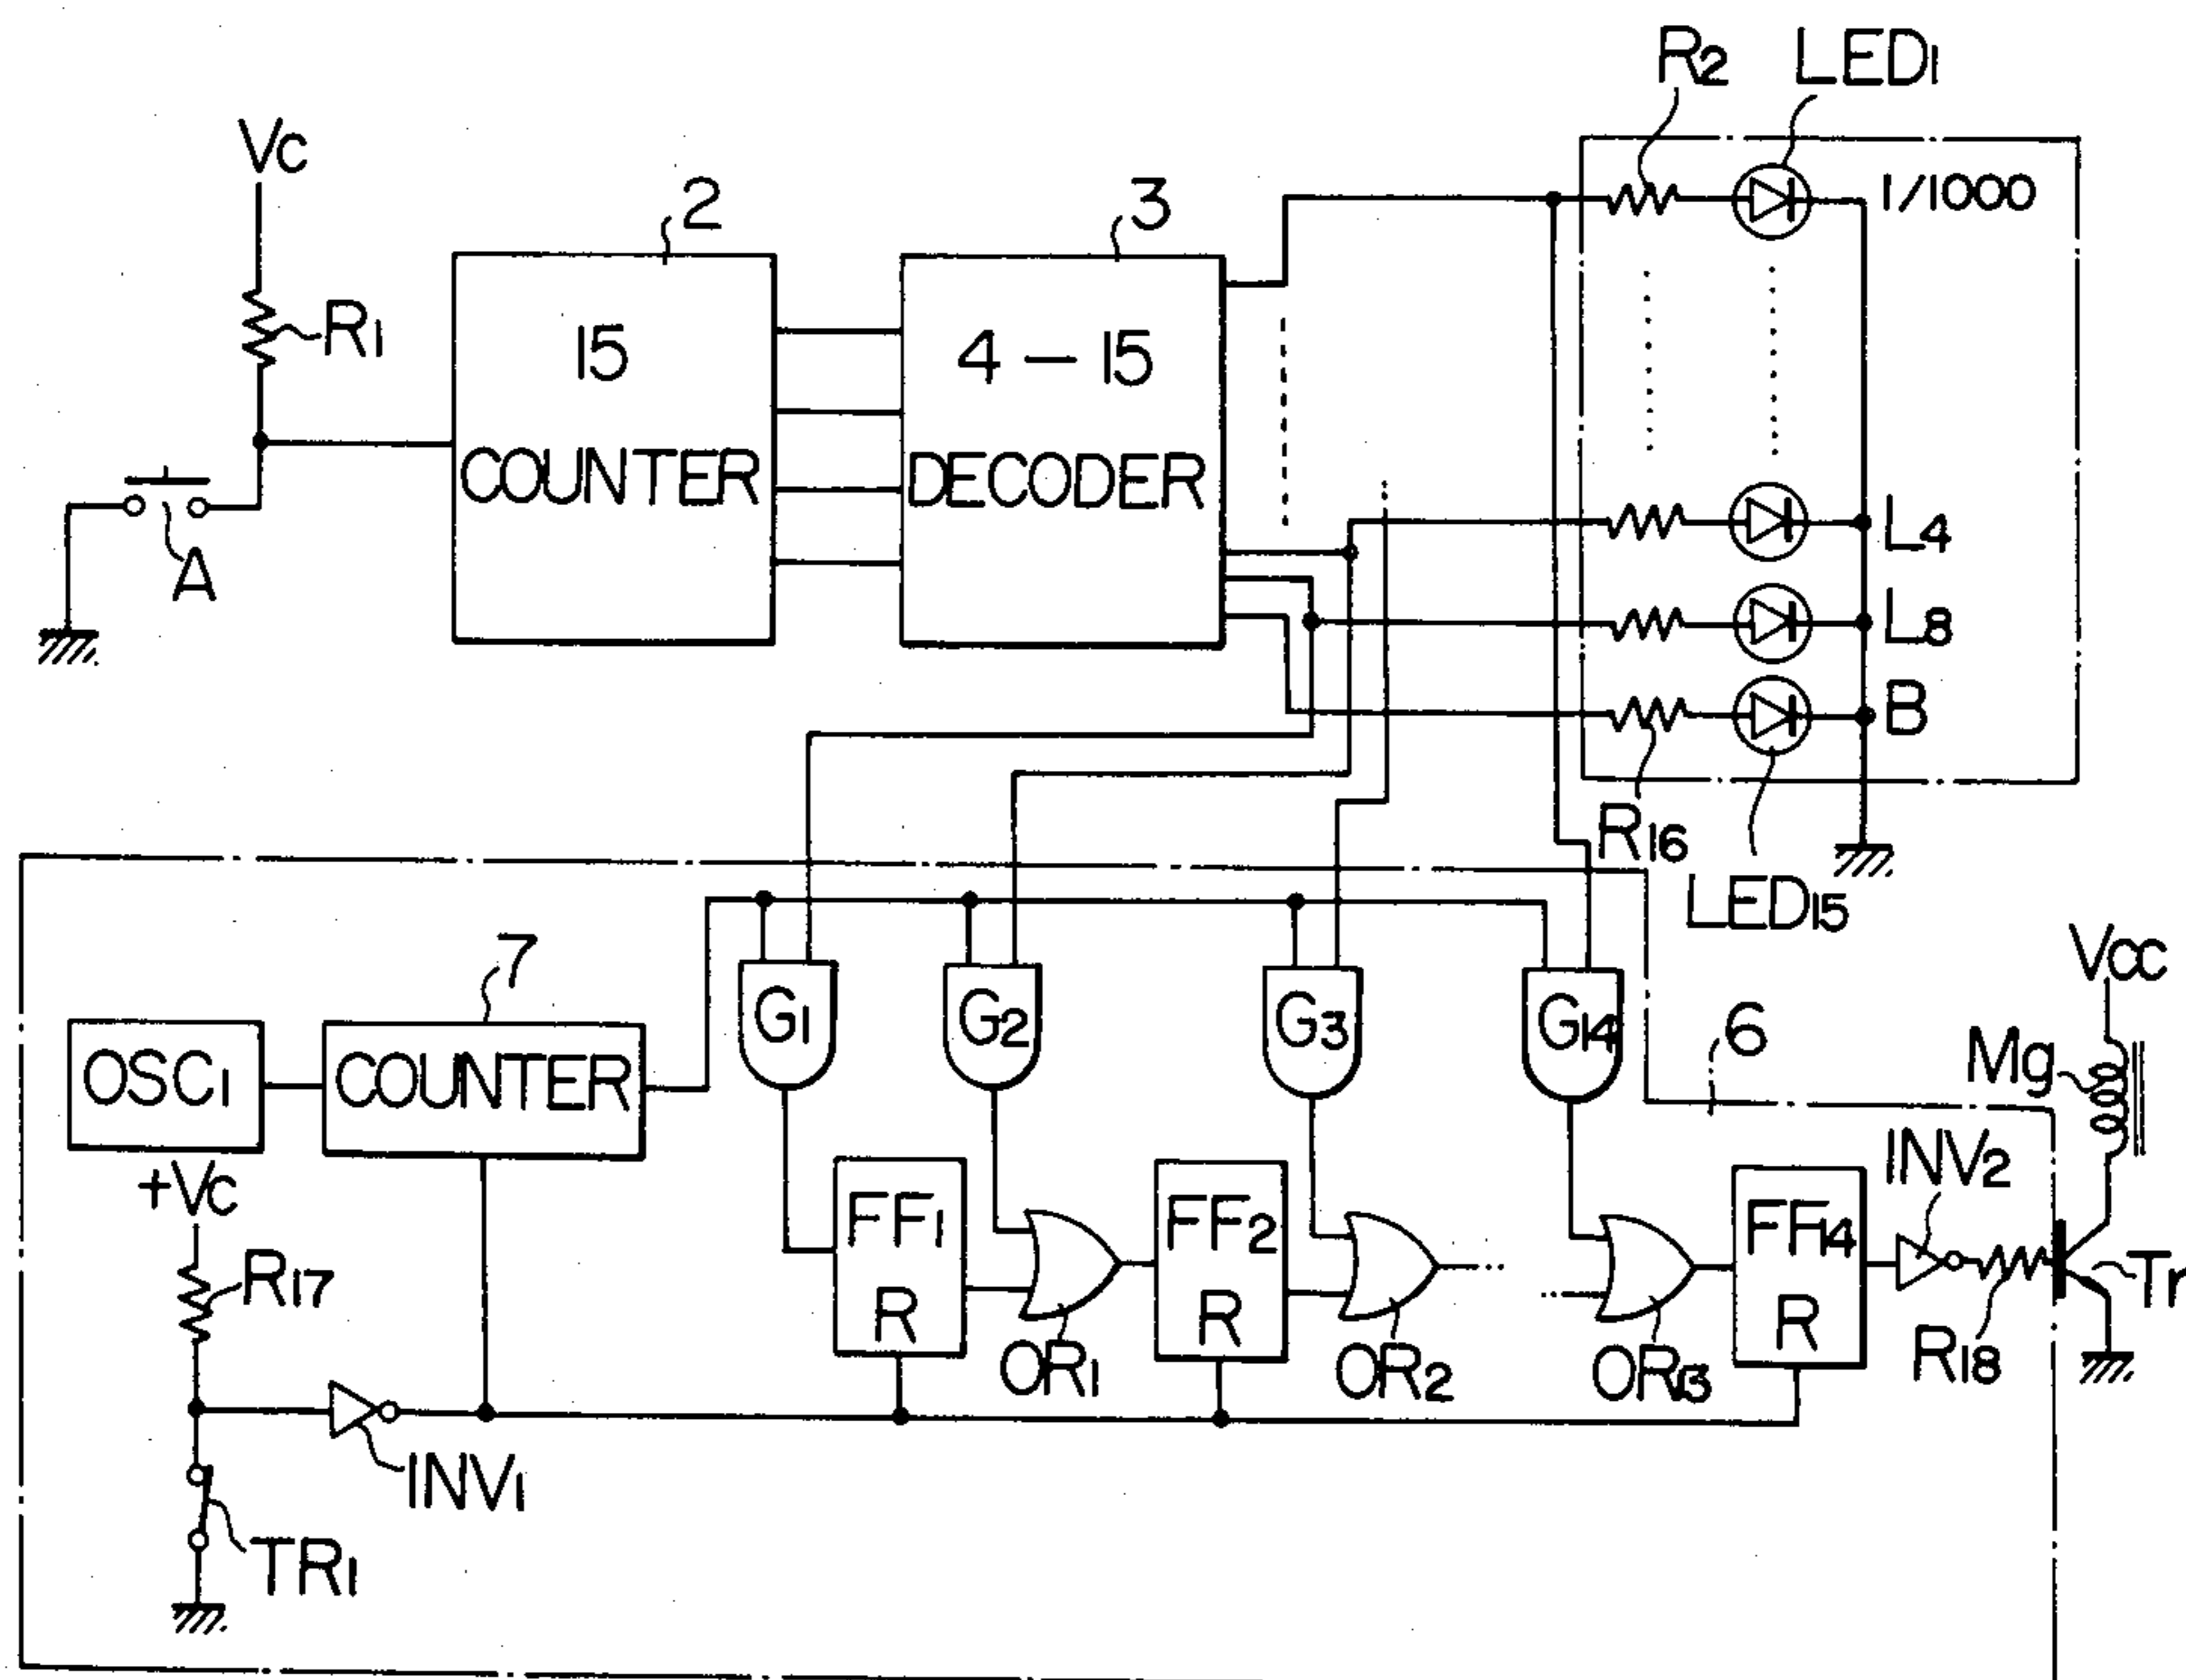 R2
LED1
Vc
2
3
1/1000
R1
15
COUNTER
4-15
DECODER
A
L4
L8
B
R16
LED15
Vcc
7
G1
G2
G3
G14
6
OSC1
COUNTER
Mg
INV2
+Vc
R17
FF1
R
FF2
R
FF14
R
Tr
OR1
OR2
OR13
R18
INV1
TR1